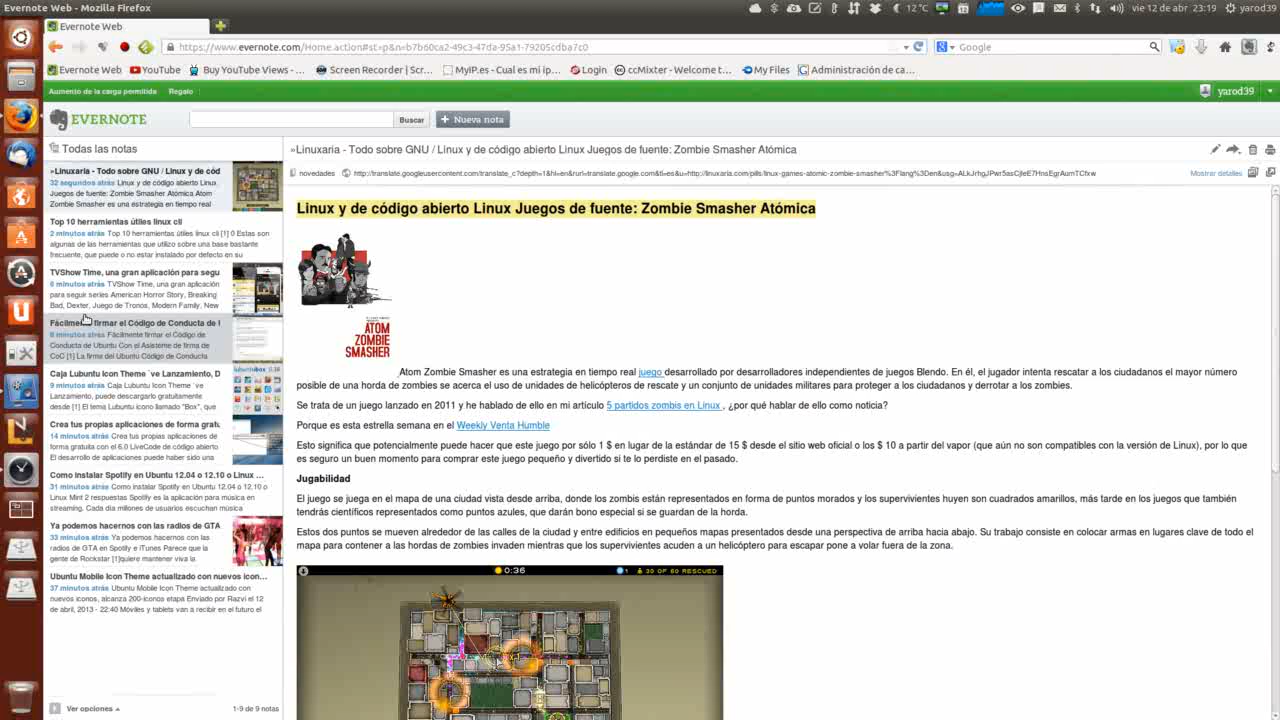 Evernote Web - Mozilla Firefox
12°C
vie 12 de abr, 23:19
yarod39
Evernote Web
https://www.evernote.com/Home.action#st=p&n=b7b60ca2-49c3-47da-95a1-79205cdba7c0
Google
Evernote Web
YouTube
Buy YouTube Views - ...
Screen Recorder | Scr...
MyIP.es - Cual es mi ip...
Login
ccMixter - Welcome t...
My Files
Administración de ca...
Aumento de la carga permitida
Regalo
yarod39
EVERNOTE
Buscar
+ Nueva nota
Todas las notas
»Linuxaria - Todo sobre GNU / Linux y de cód
32 segundos atrás Linux y de código abierto Linux
Juegos de fuente: Zombie Smasher Atómica Atom
Zombie Smasher es una estrategia en tiempo real
Top 10 herramientas útiles linux cli
2 minutos atrás Top 10 herramientas útiles linux cli [1] 0 Estas son
algunas de las herramientas que utilizo sobre una base bastante
frecuente, que puede o no estar instalado por defecto en su
TVShow Time, una gran aplicación para segu
6 minutos atrás TVShow Time, una gran aplicación
para seguir series American Horror Story, Breaking
Bad, Dexter, Juego de Tronos, Modern Family, New
Fácilmente firmar el Código de Conducta de
8 minutos atrás Fácilmente firmar el Código de
Conducta de Ubuntu Con el Asistente de firma de
CoC [1] La firma del Ubuntu Código de Conducta
Caja Lubuntu Icon Theme ´ve Lanzamiento, D
9 minutos atrás Caja Lubuntu Icon Theme ´ve
Lanzamiento, puede descargarlo gratuitamente
desde [1] El tema Lubuntu icono llamado "Box", que
Crea tus propias aplicaciones de forma gratu
14 minutos atrás Crea tus propias aplicaciones de
forma gratuita con el 6.0 LiveCode de código abierto
El desarrollo de aplicaciones puede haber sido una
Como instalar Spotify en Ubuntu 12.04 o 12.10 o Linux ...
31 minutos atrás Como instalar Spotify en Ubuntu 12.04 o 12.10 o
Linux Mint 2 respuestas Spotify es la aplicación para música en
streaming. Cada día millones de usuarios escuchan música
Ya podemos hacernos con las radios de GTA
33 minutos atrás Ya podemos hacernos con las
radios de GTA en Spotify e iTunes Parece que la
gente de Rockstar [1]quiere mantener viva la
Ubuntu Mobile Icon Theme actualizado con nuevos icon...
37 minutos atrás Ubuntu Mobile Icon Theme actualizado con
nuevos iconos, alcanza 200-iconos etapa Enviado por Razvi el 12
de abril, 2013 - 22:40 Móviles y tablets van a recibir en el futuro el
Ver opciones
1-9 de 9 notas
»Linuxaria - Todo sobre GNU / Linux y de código abierto Linux Juegos de fuente: Zombie Smasher Atómica
novedades
Mostrar detalles
Linux y de código abierto Linux Juegos de fuente: Zombie Smasher Atómica
ATOM
ZOMBIE
SMASHER
Atom Zombie Smasher es una estrategia en tiempo real juego desarrollado por desarrolladores independientes de juegos Blendo. En él, el jugador intenta rescatar a los ciudadanos el mayor número
posible de una horda de zombies se acerca el uso de unidades de helicópteros de rescate y un conjunto de unidades militares para proteger a los ciudadanos y derrotar a los zombies.
Se trata de un juego lanzado en 2011 y he hablado de ello en mi artículo 5 partidos zombis en Linux , ¿por qué hablar de ello como noticia?
Porque es esta estrella semana en el Weekly Venta Humble
Esto significa que potencialmente puede hacer que este juego por sólo 1 $ en lugar de la estándar de 15 $ desde el sitio web oficial o los $ 10 a partir del vapor (que aún no son compatibles con la versión de Linux), por lo que
es seguro un buen momento para comprar este juego pequeño y divertido si te lo perdiste en el pasado.
Jugabilidad
El juego se juega en el mapa de una ciudad vista desde arriba, donde los zombis están representados en forma de puntos morados y los supervivientes huyen son cuadrados amarillos, más tarde en los juegos que también
tendrás científicos representados como puntos azules, que darán bono especial si se guardan de la horda.
Estos dos puntos se mueven alrededor de las calles de la ciudad y entre edificios en pequeños mapas presentados desde una perspectiva de arriba hacia abajo. Su trabajo consiste en colocar armas en lugares clave de todo el
mapa para contener a las hordas de zombies invaden mientras que los supervivientes acuden a un helicóptero para escapar pone a volar fuera de la zona.
0:36
1
30 OF 60 RESCUED